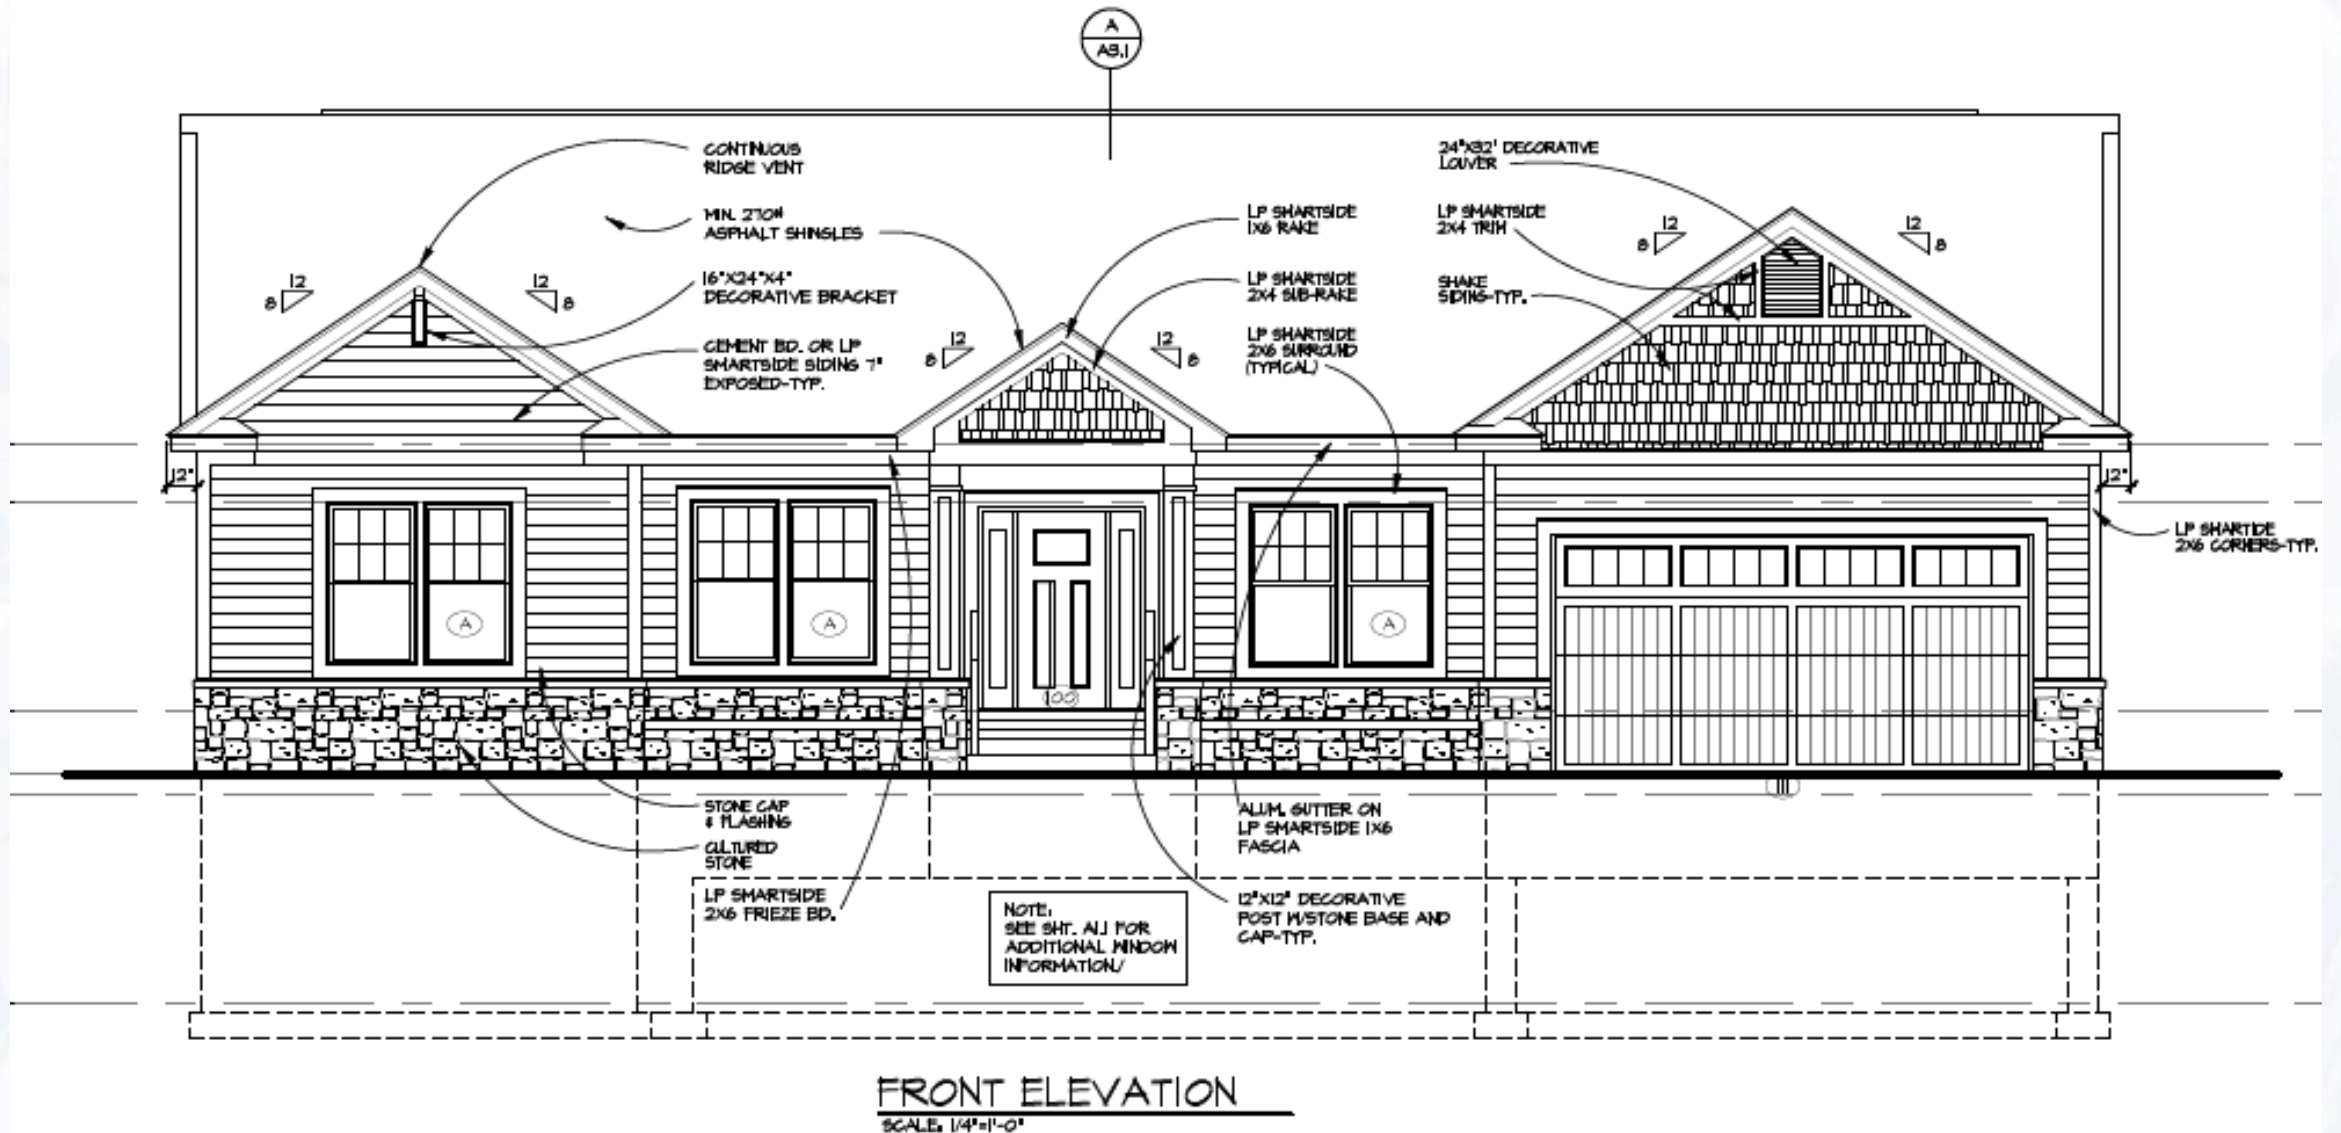 A
A3.1
CONTINUOUS
RIDGE VENT
MIN. 270#
ASPHALT SHINGLES
16"X24"X4"
DECORATIVE BRACKET
CEMENT BD. OR LP
SMARTSIDE SIDING 7"
EXPOSED-TYP.
LP SMARTSIDE
1X6 RAKE
LP SMARTSIDE
2X4 SUB-RAKE
LP SMARTSIDE
2X6 SURROUND
(TYPICAL)
24"X32" DECORATIVE
LOUVER
LP SMARTSIDE
2X4 TRIM
SHAKE
SIDING-TYP.
12
8
12
8
12
8
12
8
12
8
12
8
12"
12"
LP SMARTIDE
2X6 CORNERS-TYP.
A
A
A
100
111
STONE CAP
& FLASHING
CULTURED
STONE
LP SMARTSIDE
2X6 FRIEZE BD.
NOTE:
SEE SHT. A1.1 FOR
ADDITIONAL WINDOW
INFORMATION/
ALUM. GUTTER ON
LP SMARTSIDE 1X6
FASCIA
12"X12" DECORATIVE
POST W/STONE BASE AND
CAP-TYP.
FRONT ELEVATION
SCALE: 1/4"=1'-0"